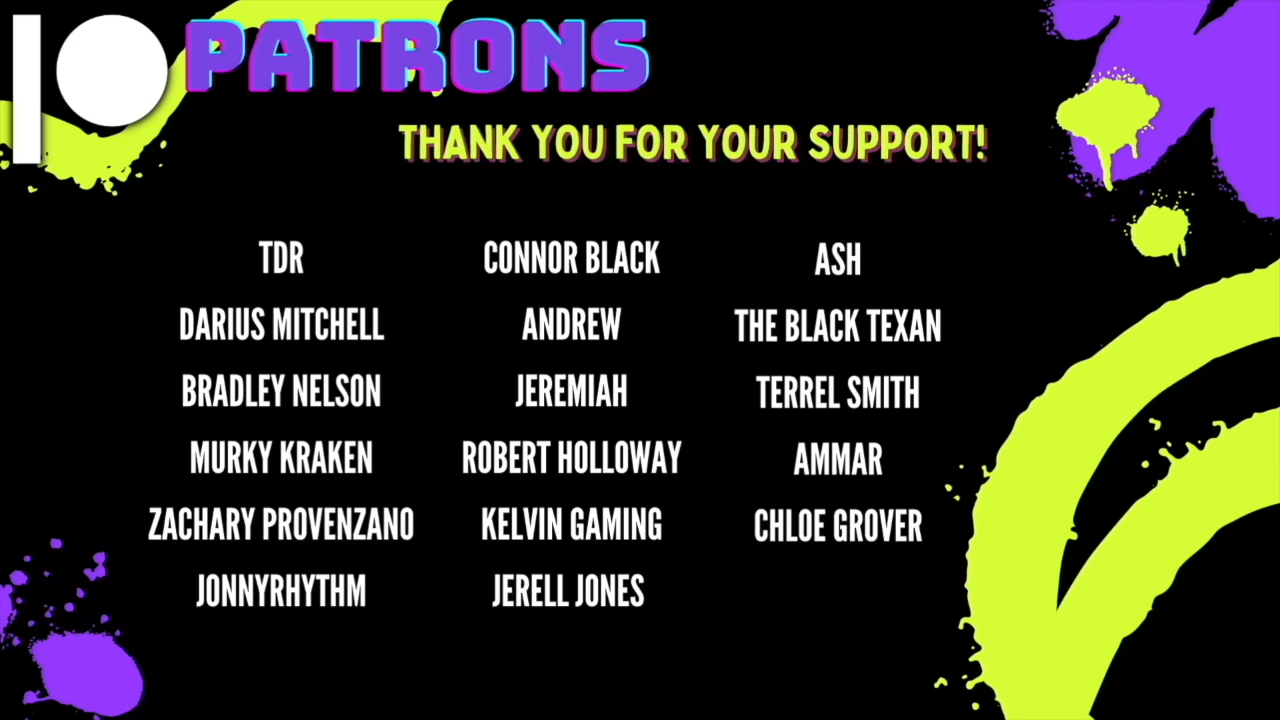 PATRONS
THANK YOU FOR YOUR SUPPORT!
TDR
DARIUS MITCHELL
BRADLEY NELSON
MURKY KRAKEN
ZACHARY PROVENZANO
JONNYRHYTHM
CONNOR BLACK
ANDREW
JEREMIAH
ROBERT HOLLOWAY
KELVIN GAMING
JERELL JONES
ASH
THE BLACK TEXAN
TERREL SMITH
AMMAR
CHLOE GROVER